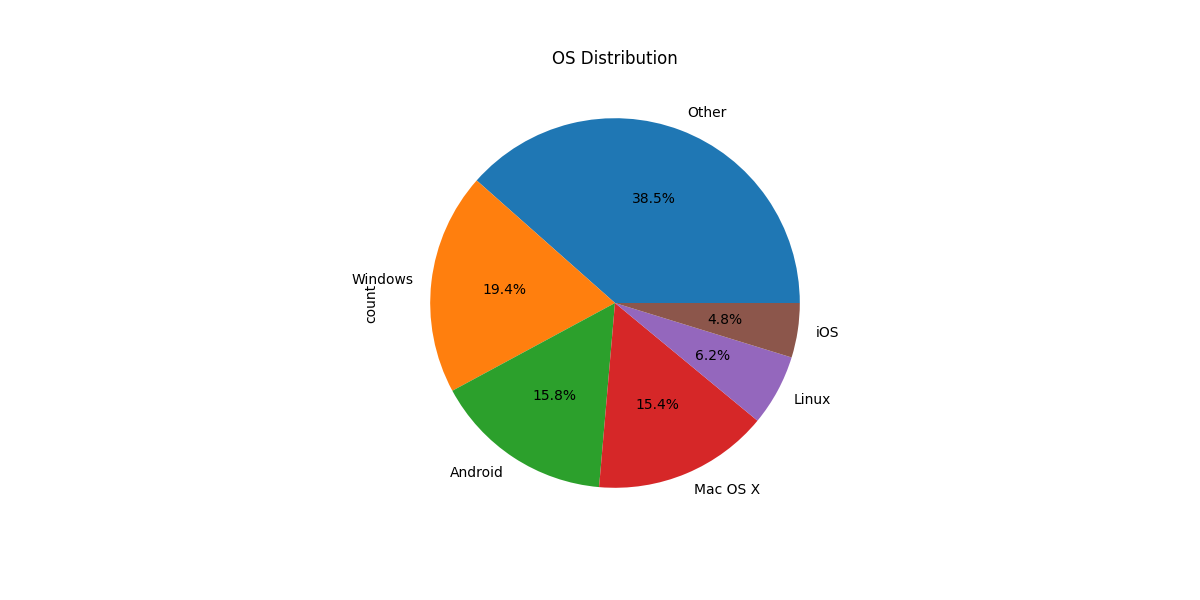 OS Distribution
Other
38.5%
Windows
19.4%
count
4.8%
iOS
6.2%
Linux
15.8%
15.4%
Android
Mac OS X